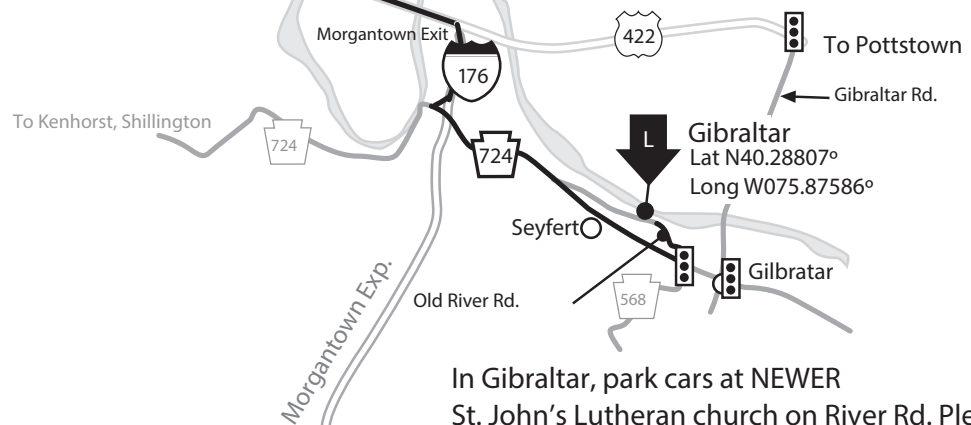 Morgantown Exit
422
To Pottstown
176
Gibraltar Rd.
To Kenhorst, Shillington
724
L
Gibraltar
Lat N40.28807º
Long W075.87586º
724
Seyfert
Gilbratar
Old River Rd.
568
Morgantown Exp.
In Gibraltar, park cars at NEWER
St. John’s Lutheran church on River Rd. Ple